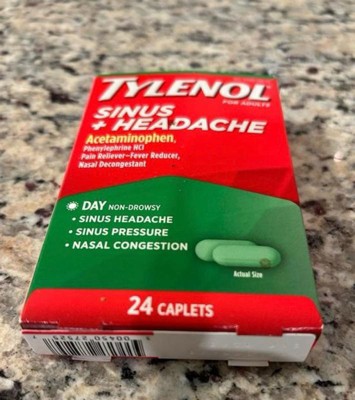 TYLENOL
FOR ADULTS
SINUS
+ HEADACHE
Acetaminophen,
Phenylephrine HCl
Pain Reliever–Fever Reducer,
Nasal Decongestant
DAY NON-DROWSY
• SINUS HEADACHE
• SINUS PRESSURE
• NASAL CONGESTION
Actual Size
24 CAPLETS